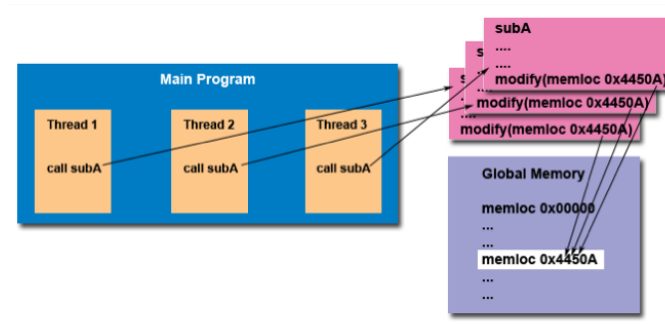 Main Program
Thread 1
call subA
Thread 2
call subA
Thread 3
call subA
subA
....
....
modify(memloc 0x4450A)
s
..
modify(memloc 0x4450A)
s
.
....
modify(memloc 0x4450A)
Global Memory
memloc 0x00000
...
...
memloc 0x4450A
...
...